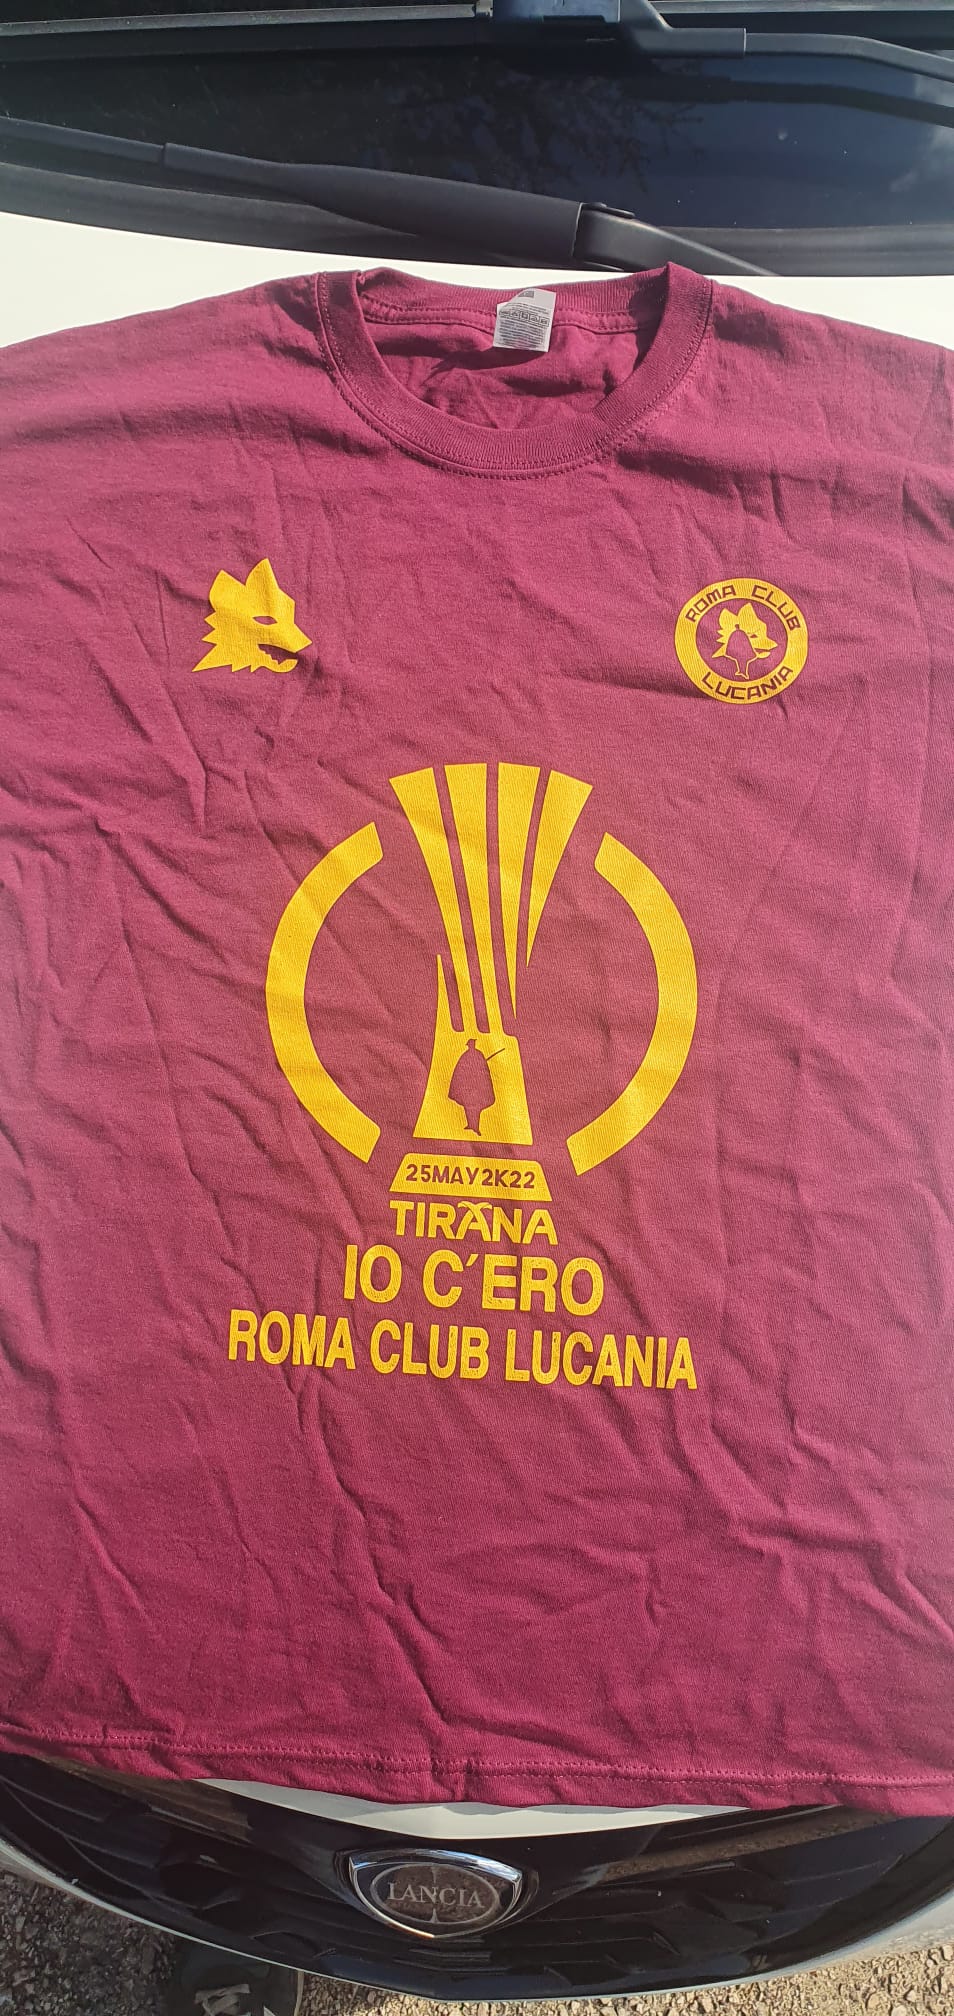 ROMA CLUB
LUCANIA
25MAY2K22
TIRANA
IO C'ERO
ROMA CLUB LUCANIA
LANCIA